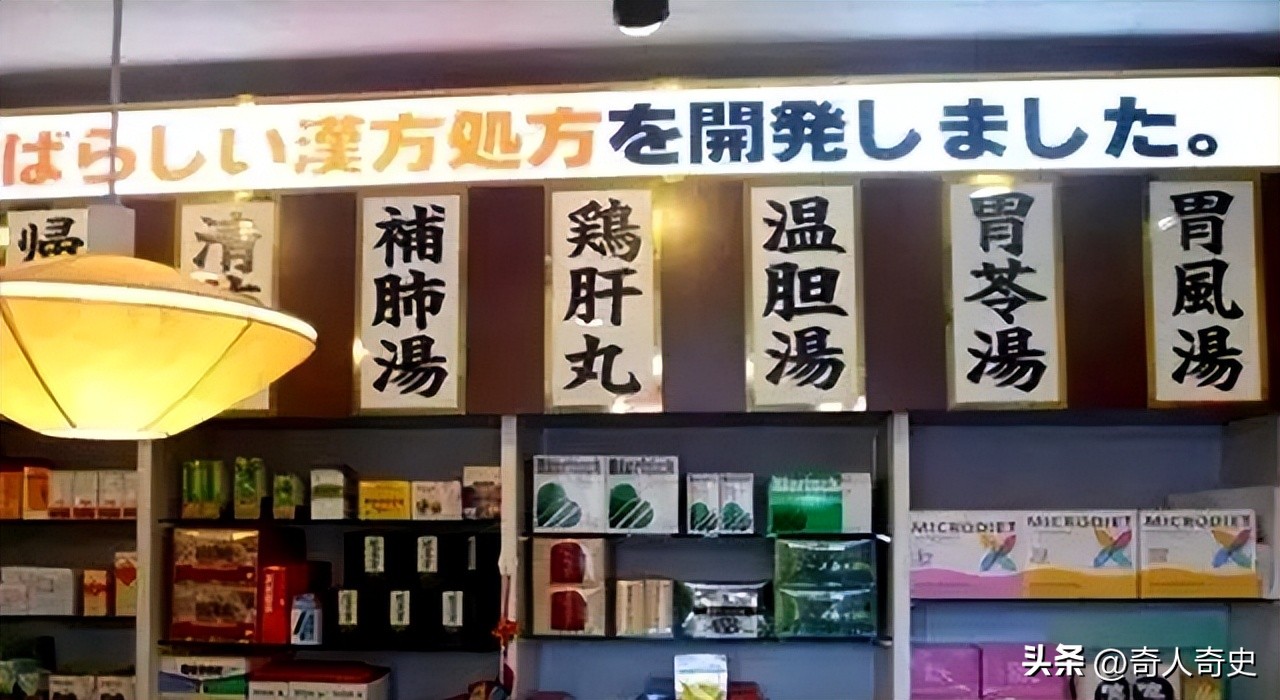 ばらしい漢方処方を開発しました。
帰
清
補肺湯
鶏肝丸
温胆湯
胃苓湯
胃風湯
MICRODIET MICRODIET MICRODIET
头条 @奇人奇史